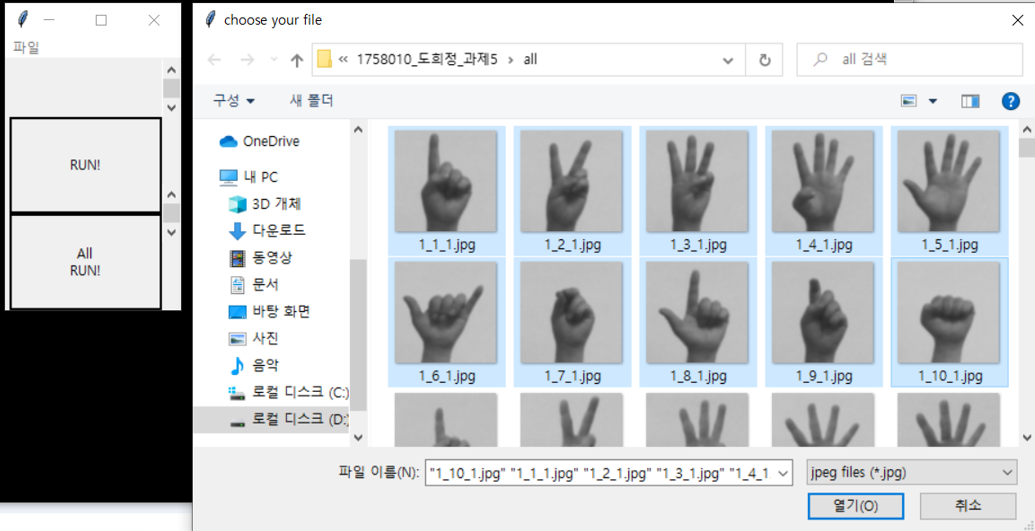 파일
RUN!
All
RUN!
choose your file
« 1758010_도희정_과제5 › all
all 검색
구성
새 폴더
OneDrive
내 PC
3D 개체
다운로드
동영상
문서
바탕 화면
사진
음악
로컬 디스크 (C:)
로컬 디스크 (D:)
1_1_1.jpg
1_2_1.jpg
1_3_1.jpg
1_4_1.jpg
1_5_1.jpg
1_6_1.jpg
1_7_1.jpg
1_8_1.jpg
1_9_1.jpg
1_10_1.jpg
파일 이름(N):
"1_10_1.jpg" "1_1_1.jpg" "1_2_1.jpg" "1_3_1.jpg" "1_4_1
jpeg files (*.jpg)
열기(O)
취소